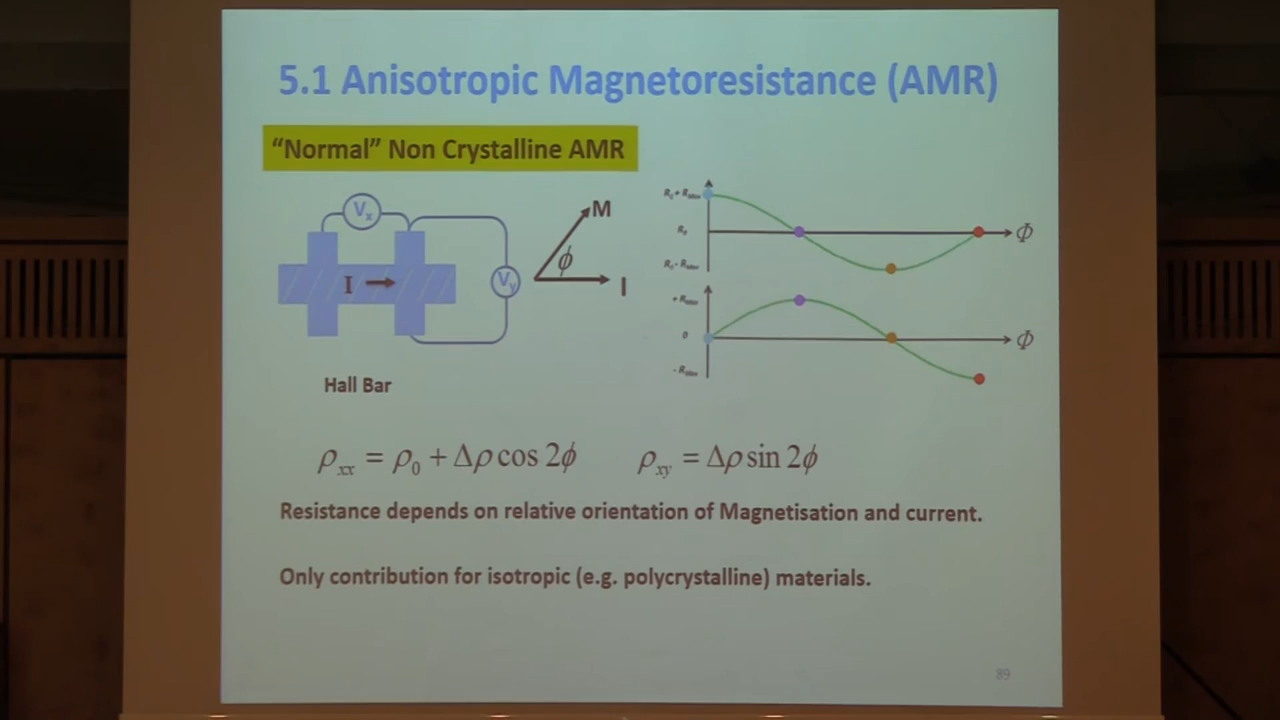 5.1 Anisotropic Magnetoresistance (AMR)
"Normal" Non Crystalline AMR
Vx
Vy
I
M
ϕ
I
Hall Bar
Φ
0
Φ
ρxx = ρ0 + Δρ cos 2ϕ
ρxy = Δρ sin 2ϕ
Resistance depends on relative orientation of Magnetisation and current.
Only contribution for isotropic (e.g. polycrystalline) materials.
89